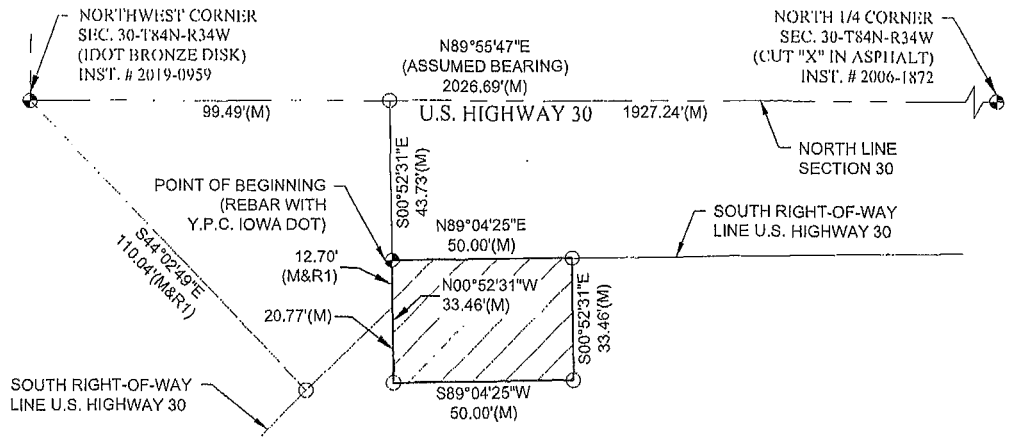 NORTHWEST CORNER
SEC. 30-T84N-R34W
(IDOT BRONZE DISK)
INST. # 2019-0959
N89°55'47"E
(ASSUMED BEARING)
2026.69'(M)
NORTH 1/4 CORNER
SEC. 30-T84N-R34W
(CUT "X" IN ASPHALT)
INST. # 2006-1872
99.49'(M)
U.S. HIGHWAY 30
1927.24'(M)
NORTH LINE
SECTION 30
S00°52'31"E
43.73'(M)
POINT OF BEGINNING
(REBAR WITH
Y.P.C. IOWA DOT)
N89°04'25"E
50.00'(M)
SOUTH RIGHT-OF-WAY
LINE U.S. HIGHWAY 30
S44°02'49"E
110.04'(M&R1)
12.70'
(M&R1)
N00°52'31"W
33.46'(M)
S00°52'31"E
33.46'(M)
20.77'(M)
SOUTH RIGHT-OF-WAY
LINE U.S. HIGHWAY 30
S89°04'25"W
50.00'(M)